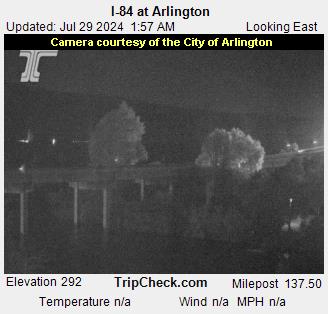 I-84 at Arlington
Updated: Jul 29 2024 1:57 AM Looking East
Camera courtesy of the City of Arlington
Elevation 292 TripCheck.com Milepost 137.50
Temperature n/a Wind n/a MPH n/a